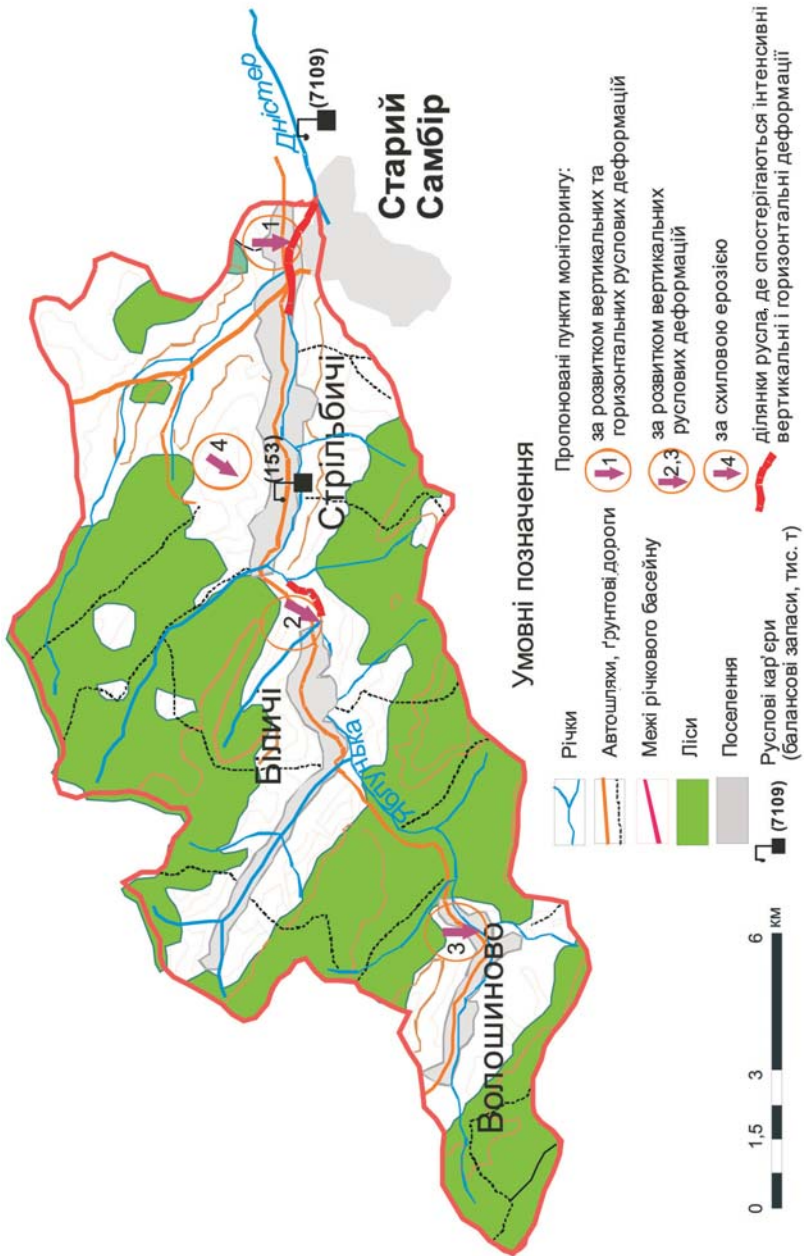 Дністер
(7109)
Старий
Самбір
1
4
(153)
Стрільбичі
2
Біличі
Яблунька
3
Волошиново
Умовні позначення
Річки
Автошляхи, ґрунтові дороги
Межі річкового басейну
Ліси
Поселення
(7109)
Руслові кар'єри
(балансові запаси, тис. т)
Пропоновані пункти моніторингу:
1
за розвитком вертикальних та
горизонтальних руслових деформацій
2,3
за розвитком вертикальних
руслових деформацій
4
за схиловою ерозією
ділянки русла, де спостерігаються інтенсивні
вертикальні і горизонтальні деформації
0 1,5 3 6
км